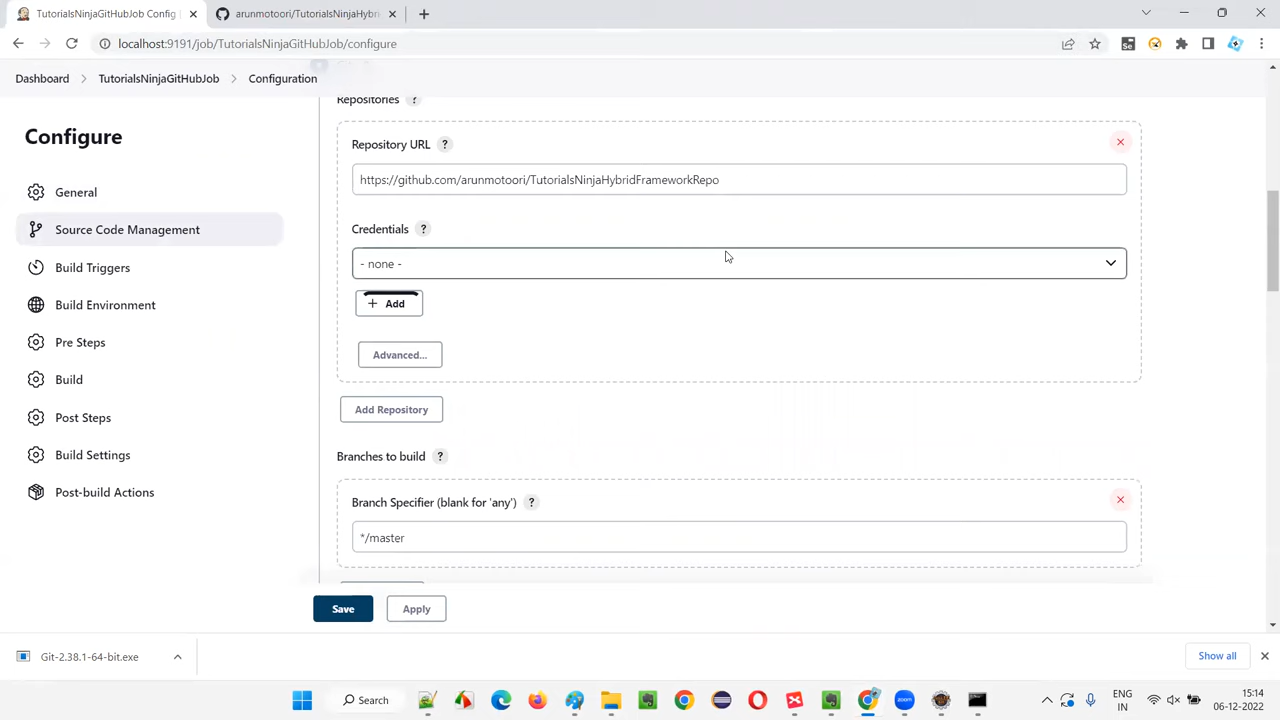 TutorialsNinjaGitHubJob Config
arunmotoori/TutorialsNinjaHybri
localhost:9191/job/TutorialsNinjaGitHubJob/configure
Dashboard
TutorialsNinjaGitHubJob
Configuration
Configure
General
Source Code Management
Build Triggers
Build Environment
Pre Steps
Build
Post Steps
Build Settings
Post-build Actions
Repositories ?
Repository URL ?
https://github.com/arunmotoori/TutorialsNinjaHybridFrameworkRepo
Credentials ?
- none -
+ Add
Advanced...
Add Repository
Branches to build ?
Branch Specifier (blank for 'any') ?
*/master
Save
Apply
Git-2.38.1-64-bit.exe
Show all
Search
ENG
IN
15:14
06-12-2022